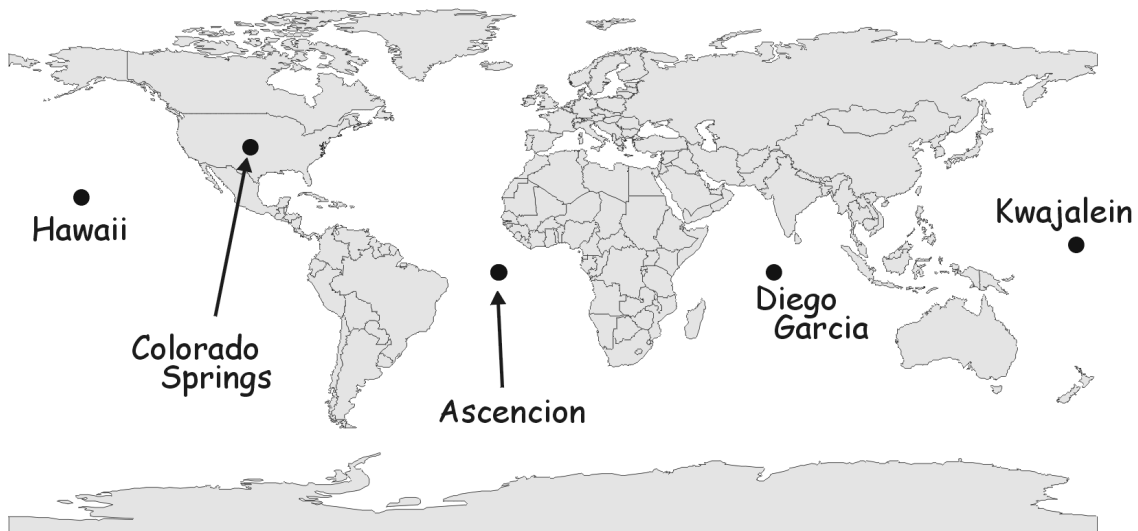 Hawaii
Colorado
Springs
Ascencion
Diego
Garcia
Kwajalein